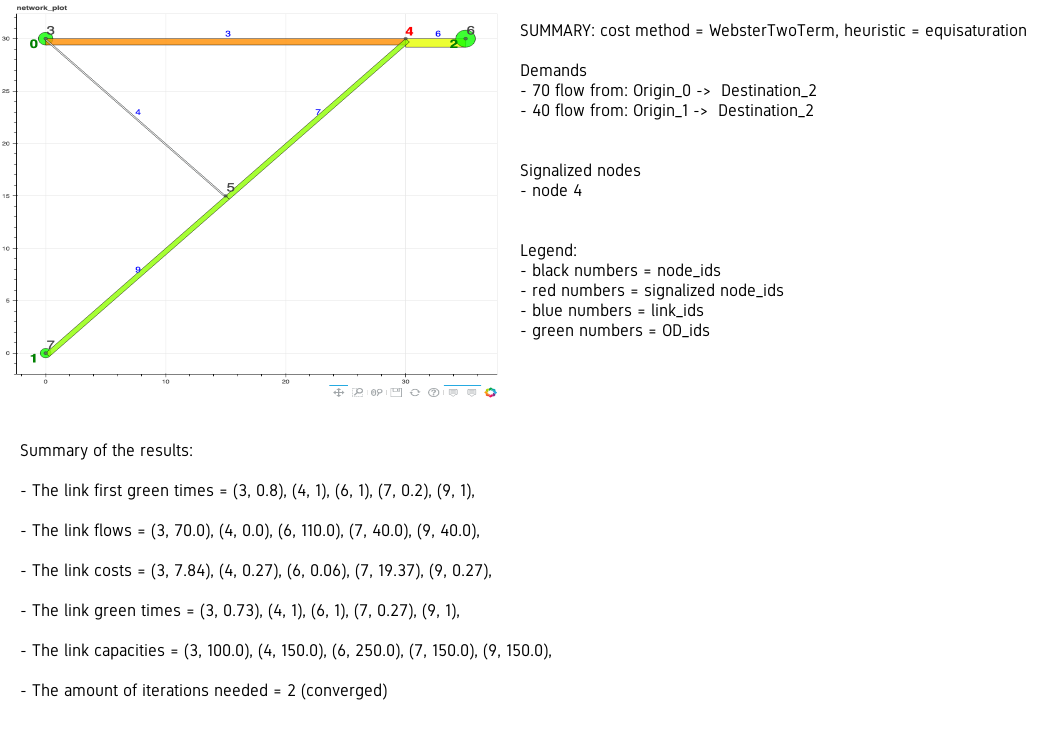 network_plot
3
0
3
4
6
6
2
30
25
4
7
20
15
5
10
9
5
7
0
1
0
10
20
30
SUMMARY: cost method = WebsterTwoTerm, heuristic = equisaturation
Demands
- 70 flow from: Origin_0 -> Destination_2
- 40 flow from: Origin_1 -> Destination_2
Signalized nodes
- node 4
Legend:
- black numbers = node_ids
- red numbers = signalized node_ids
- blue numbers = link_ids
- green numbers = OD_ids
Summary of the results:
- The link first green times = (3, 0.8), (4, 1), (6, 1), (7, 0.2), (9, 1),
- The link flows = (3, 70.0), (4, 0.0), (6, 110.0), (7, 40.0), (9, 40.0),
- The link costs = (3, 7.84), (4, 0.27), (6, 0.06), (7, 19.37), (9, 0.27),
- The link green times = (3, 0.73), (4, 1), (6, 1), (7, 0.27), (9, 1),
- The link capacities = (3, 100.0), (4, 150.0), (6, 250.0), (7, 150.0), (9, 150.0),
- The amount of iterations needed = 2 (converged)